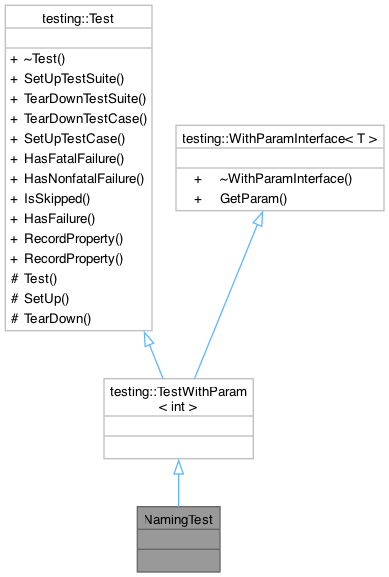 testing::Test
+ ~Test()
+ SetUpTestSuite()
+ TearDownTestSuite()
+ TearDownTestCase()
+ SetUpTestCase()
+ HasFatalFailure()
+ HasNonfatalFailure()
+ IsSkipped()
+ HasFailure()
+ RecordProperty()
+ RecordProperty()
# Test()
# SetUp()
# TearDown()
testing::WithParamInterface< T >
+ ~WithParamInterface()
+ GetParam()
testing::TestWithParam
< int >
NamingTest